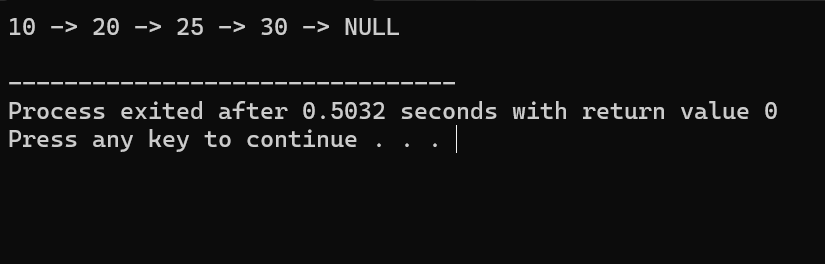 10 -> 20 -> 25 -> 30 -> NULL
--------------------------------
Process exited after 0.5032 seconds with return value 0
Press any key to continue . . .